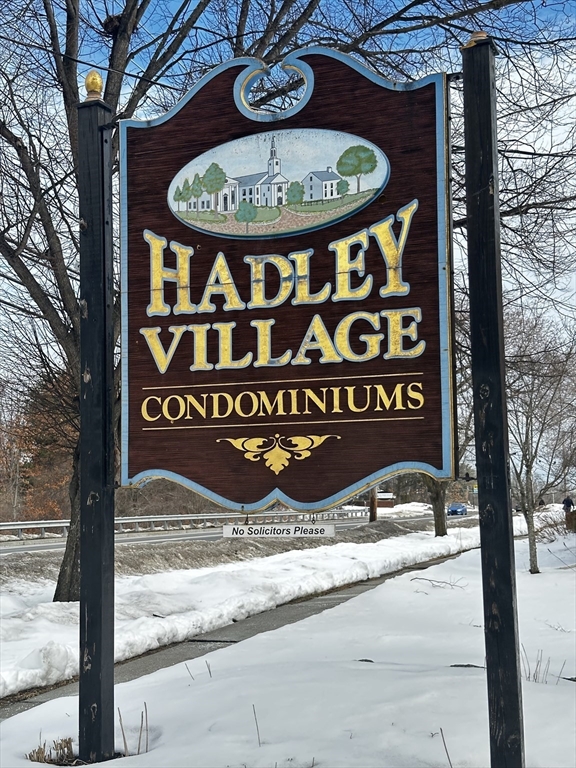 HADLEY
VILLAGE
CONDOMINIUMS
No Solicitors Please